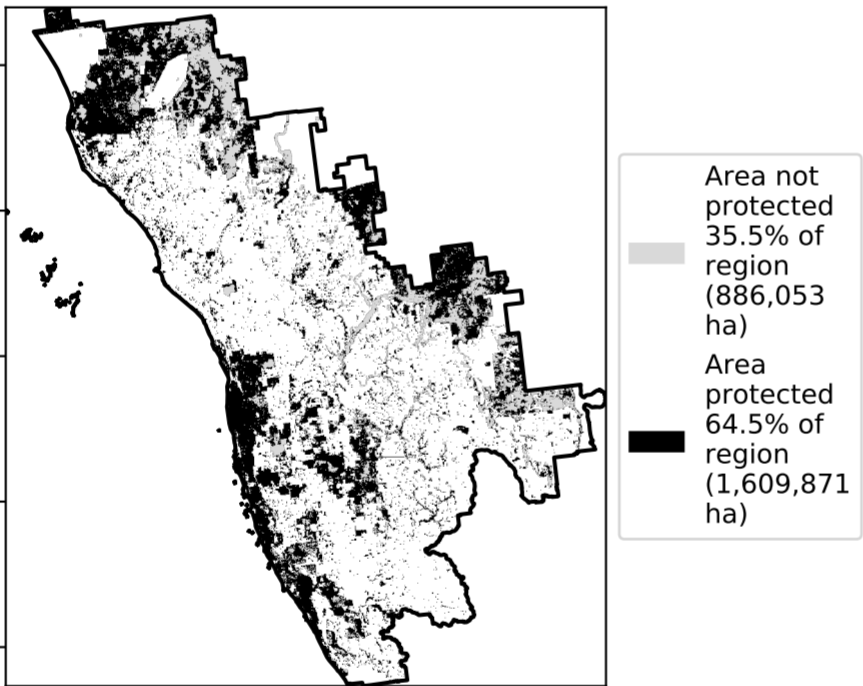 Area not
protected
35.5% of
region
(886,053
ha)
Area
protected
64.5% of
region
(1,609,871
ha)